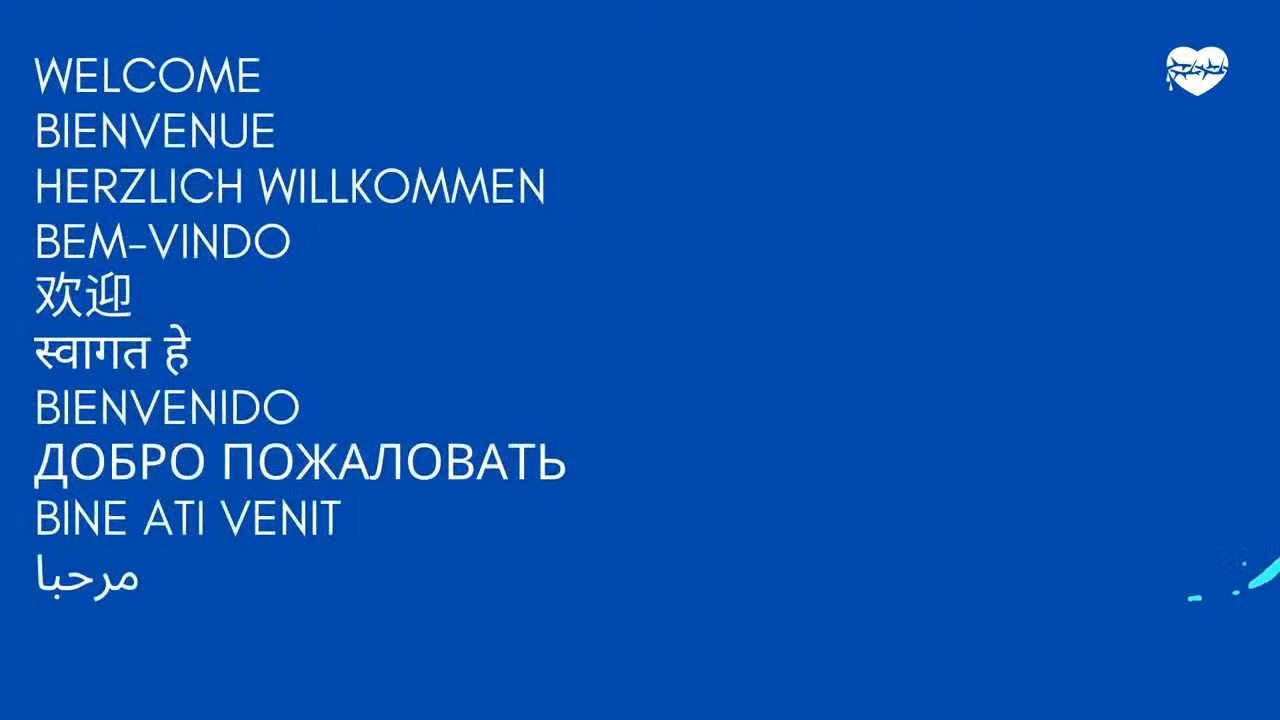 WELCOME
BIENVENUE
HERZLICH WILLKOMMEN
BEM-VINDO
欢迎
स्वागत हे
BIENVENIDO
ДОБРО ПОЖАЛОВАТЬ
BINE ATI VENIT
مرحبا